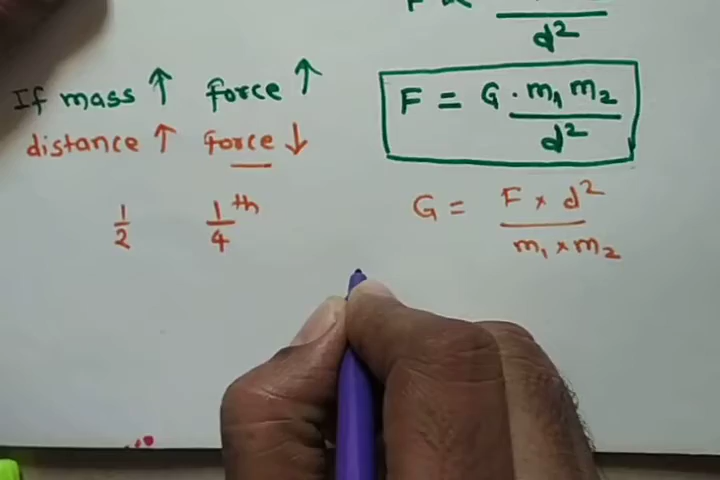 If mass ↑ force ↑
distance ↑ force ↓
1/2 1/4 th
d²
F = G · m₁ m₂ / d²
G = F × d² / m₁ × m₂